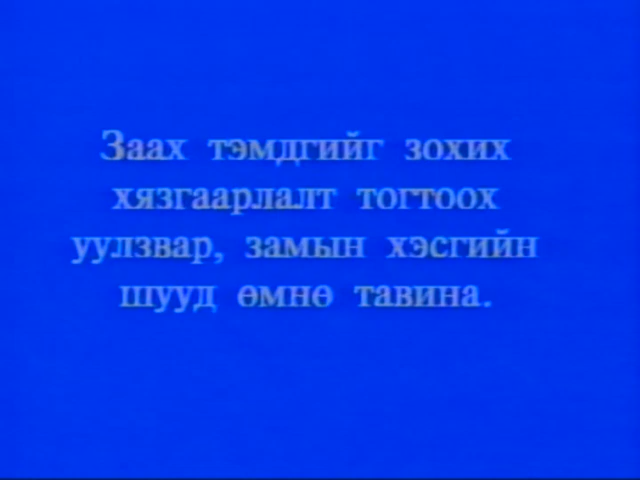 Заах тэмдгийг зохих
хязгаарлалт тогтоох
уулзвар, замын хэсгийн
шууд өмнө тавина.